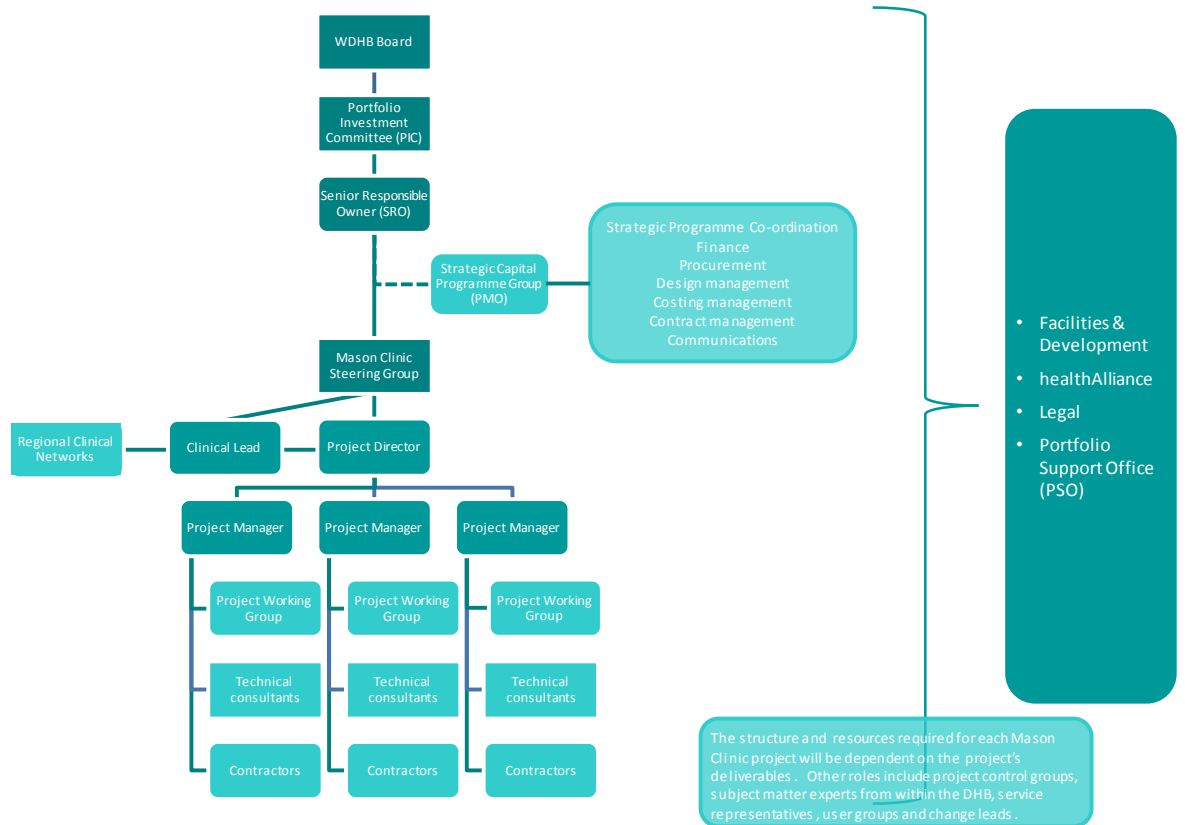 WDHB Board
Portfolio
Investment
Committee (PIC)
Senior Responsible
Owner (SRO)
Strategic Capital
Programme Group
(PMO)
Strategic Programme Co-ordination
Finance
Procurement
Design management
Costing management
Contract management
Communications
Mason Clinic
Steering Group
Regional Clinical
Networks
Clinical Lead
Project Director
Project Manager
Project Manager
Project Manager
Project Working
Group
Project Working
Group
Project Working
Group
Technical
consultants
Technical
consultants
Technical
consultants
Contractors
Contractors
Contractors
• Facilities &
Development
• healthAlliance
• Legal
• Portfolio
Support Office
(PSO)
The structure and resources required for each Mason
Clinic project will be dependent on the project's
deliverables. Other roles include project control groups,
subject matter experts from within the DHB, service
representatives, user groups and change leads.